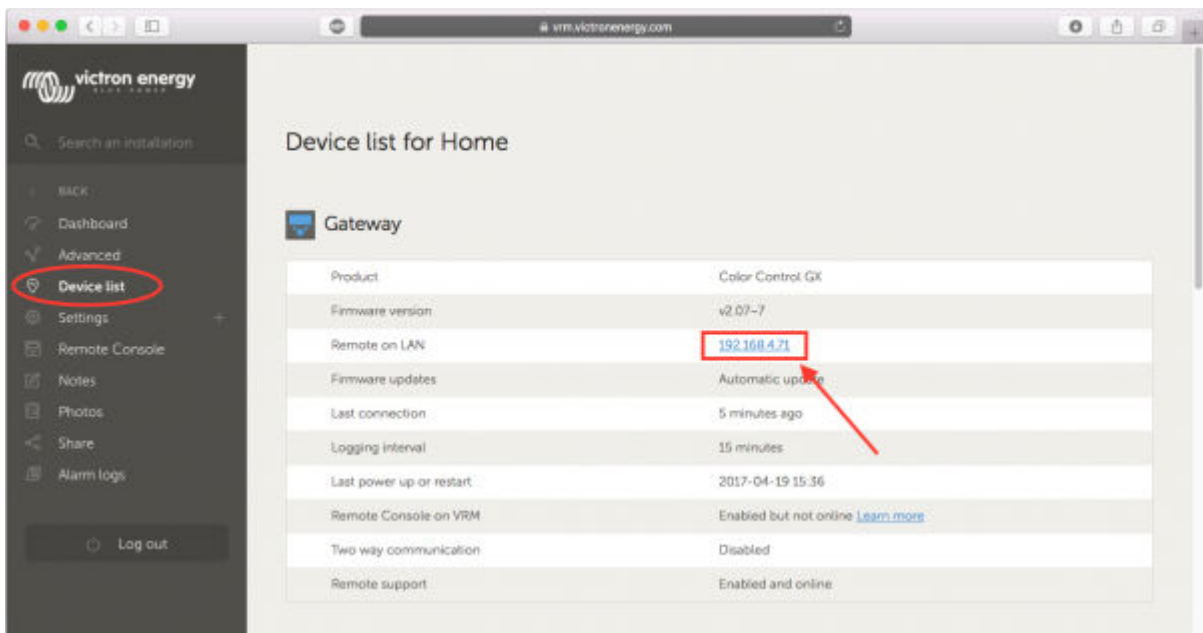 vrm.victronenergy.com
victron energy
BLUE POWER
Search an installation
BACK
Dashboard
Advanced
Device list
Settings
Remote Console
Notes
Photos
Share
Alarm logs
Log out
Device list for Home
Gateway
Product Color Control GX
Firmware version v2.07~7
Remote on LAN 192.168.4.71
Firmware updates Automatic update
Last connection 5 minutes ago
Logging interval 15 minutes
Last power up or restart 2017-04-19 15:36
Remote Console on VRM Enabled but not online Learn more
Two way communication Disabled
Remote support Enabled and online